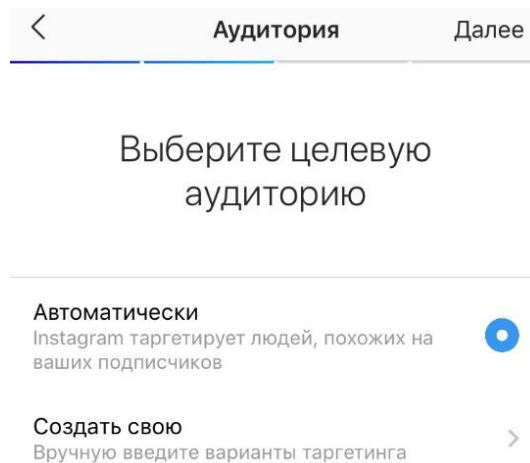 Аудитория Далее
Выберите целевую
аудиторию
Автоматически
Instagram таргетирует людей, похожих на
ваших подписчиков
Создать свою
Вручную введите варианты таргетинга